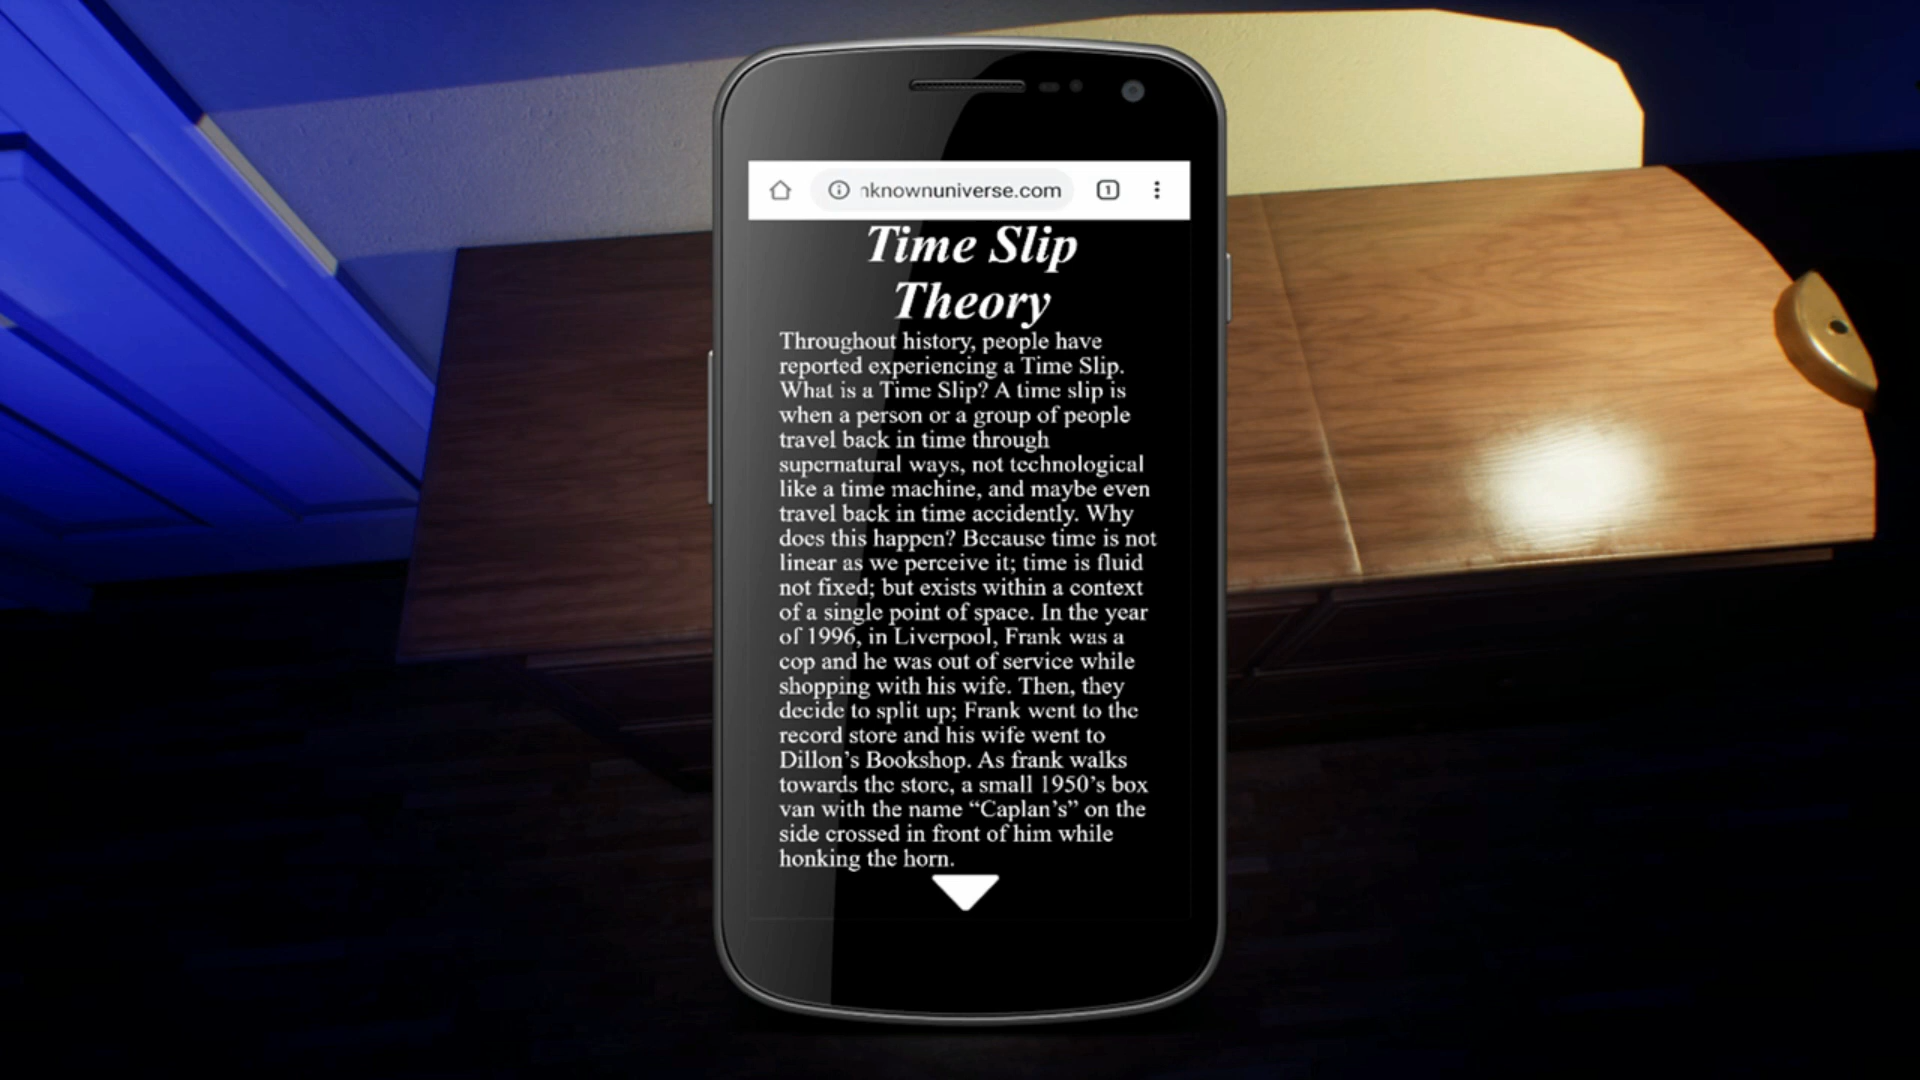 nknownuniverse.com
1
Time Slip
Theory
Throughout history, people have
reported experiencing a Time Slip.
What is a Time Slip? A time slip is
when a person or a group of people
travel back in time through
supernatural ways, not technological
like a time machine, and maybe even
travel back in time accidently. Why
does this happen? Because time is not
linear as we perceive it; time is fluid
not fixed; but exists within a context
of a single point of space. In the year
of 1996, in Liverpool, Frank was a
cop and he was out of service while
shopping with his wife. Then, they
decide to split up; Frank went to the
record store and his wife went to
Dillon’s Bookshop. As frank walks
towards the store, a small 1950’s box
van with the name “Caplan’s” on the
side crossed in front of him while
honking the horn.